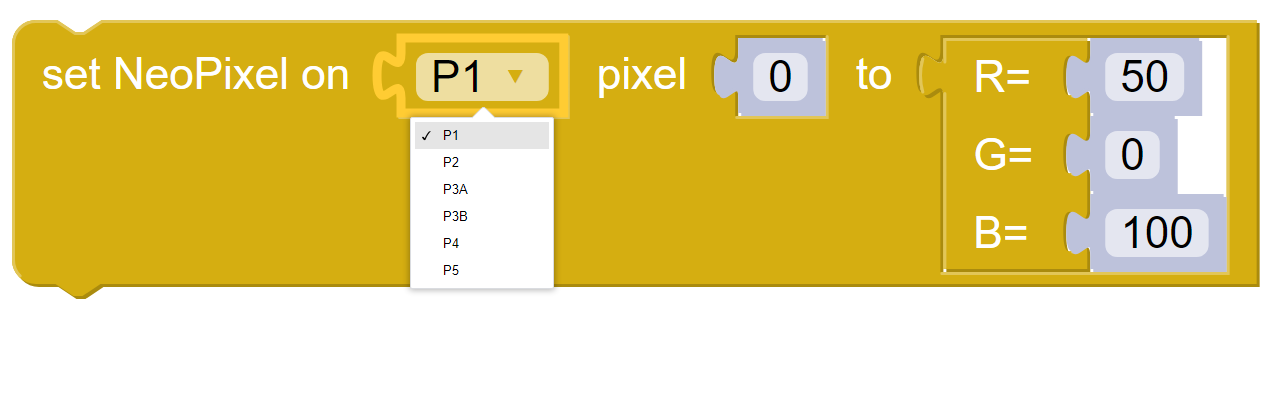 set NeoPixel on P1 ▼ pixel 0 to R= 50
G= 0
B= 100
✓ P1
P2
P3A
P3B
P4
P5